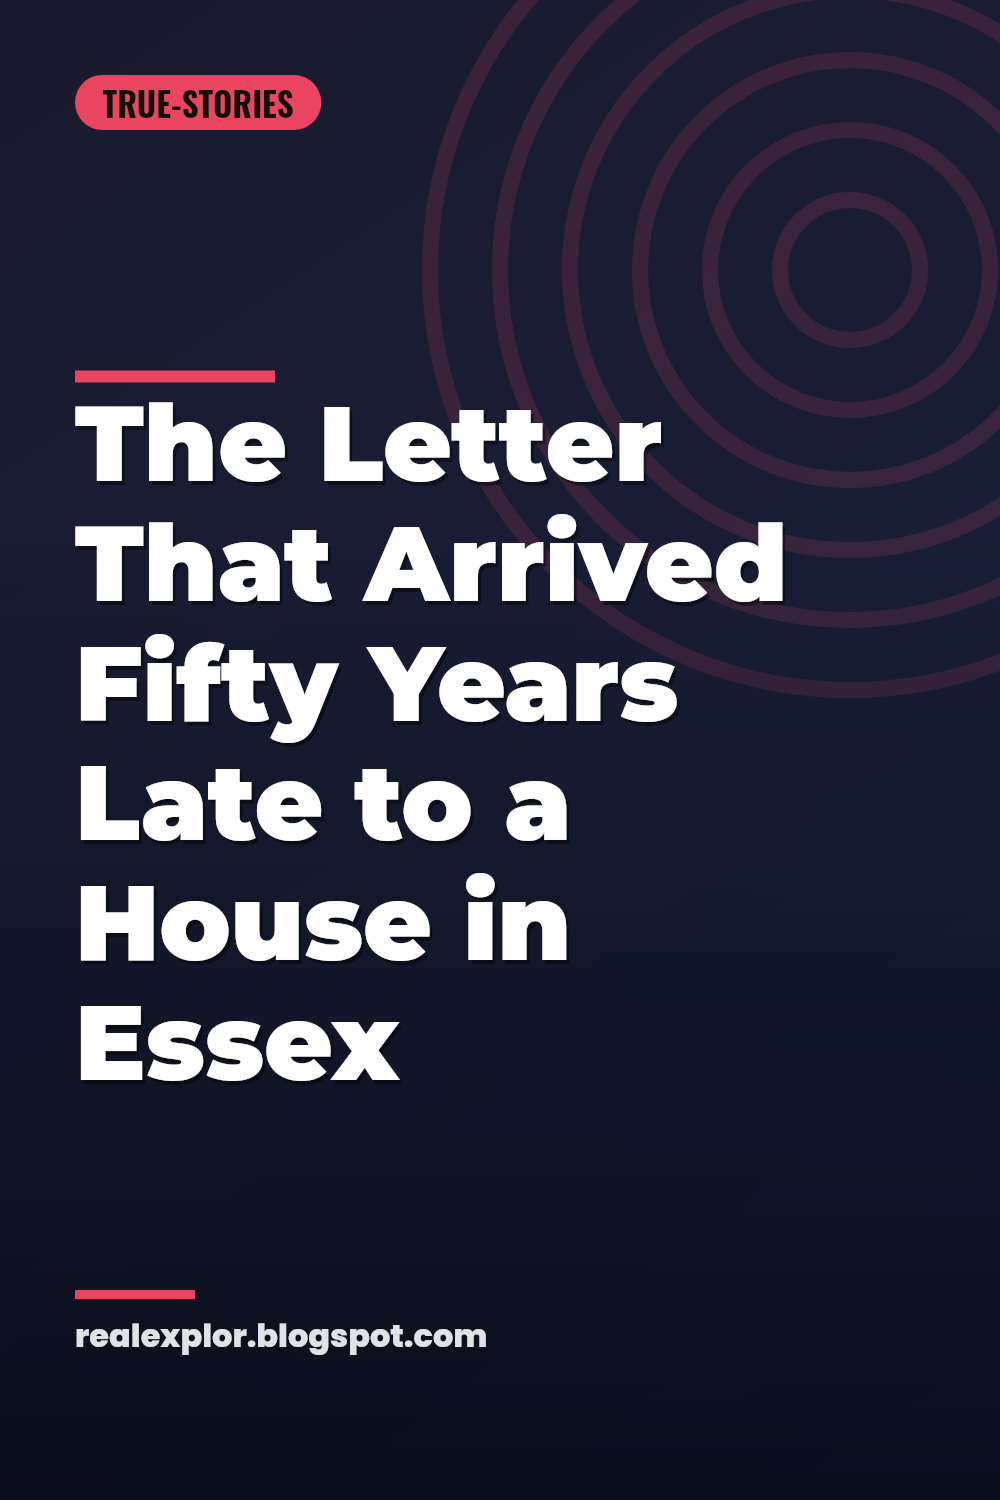 TRUE-STORIES
The Letter
That Arrived
Fifty Years
Late to a
House in
Essex
realexplor.blogspot.com